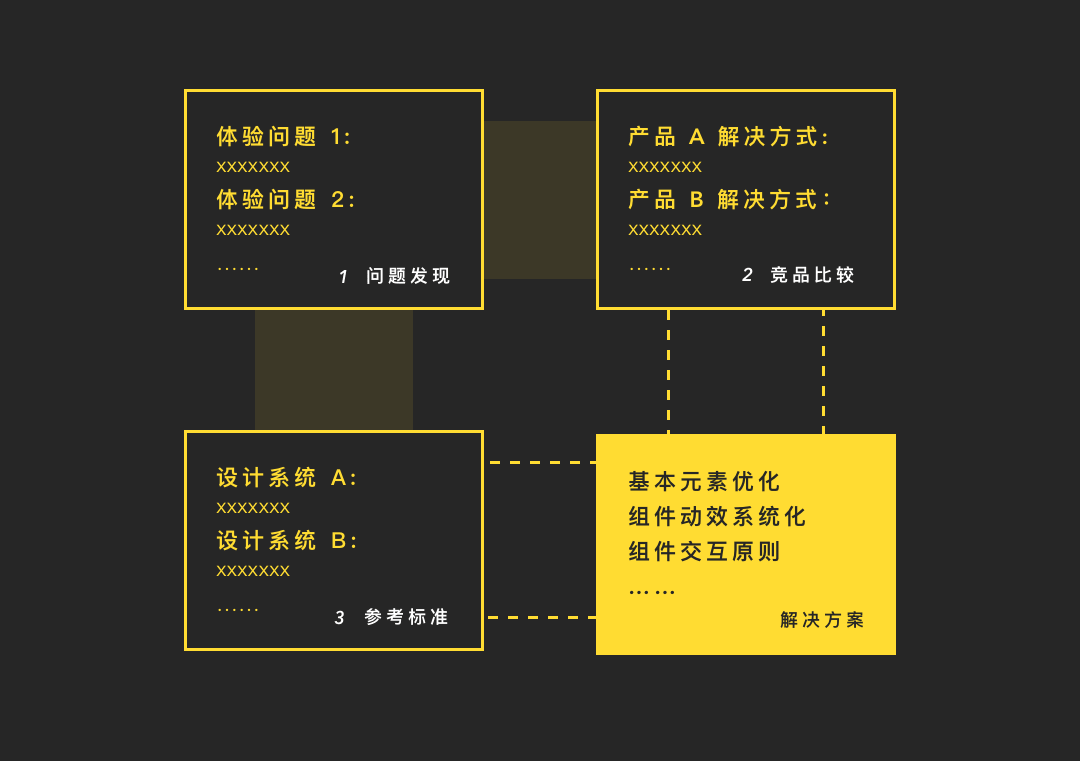 体验问题 1:
XXXXXXX
体验问题 2:
XXXXXXX
......
1 问题发现
产品 A 解决方式:
XXXXXXX
产品 B 解决方式:
XXXXXXX
......
2 竞品比较
设计系统 A:
XXXXXXX
设计系统 B:
XXXXXXX
......
3 参考标准
基本元素优化
组件动效系统化
组件交互原则
……
解决方案